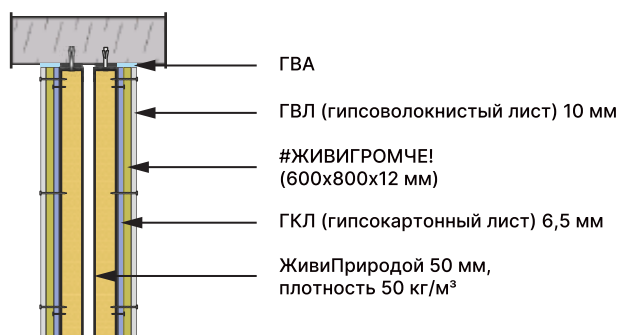 ГВА
ГВЛ (гипсоволокнистый лист) 10 мм
#ЖИВИГРОМЧЕ!
(600х800х12 мм)
ГКЛ (гипсокартонный лист) 6,5 мм
ЖивиПриродой 50 мм,
плотность 50 кг/м³